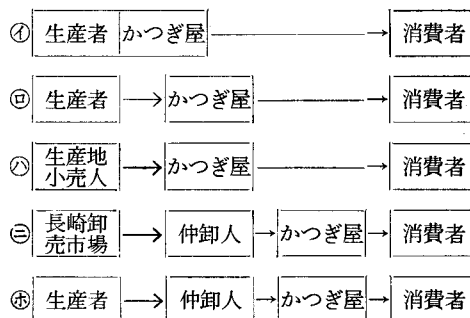 ㋑ 生産者 かつぎ屋 → 消費者
㋺ 生産者 → かつぎ屋 → 消費者
㋩ 生産地小売人 → かつぎ屋 → 消費者
㊁ 長崎卸売市場 → 仲卸人 → かつぎ屋 → 消費者
㋭ 生産者 → 仲卸人 → かつぎ屋 → 消費者